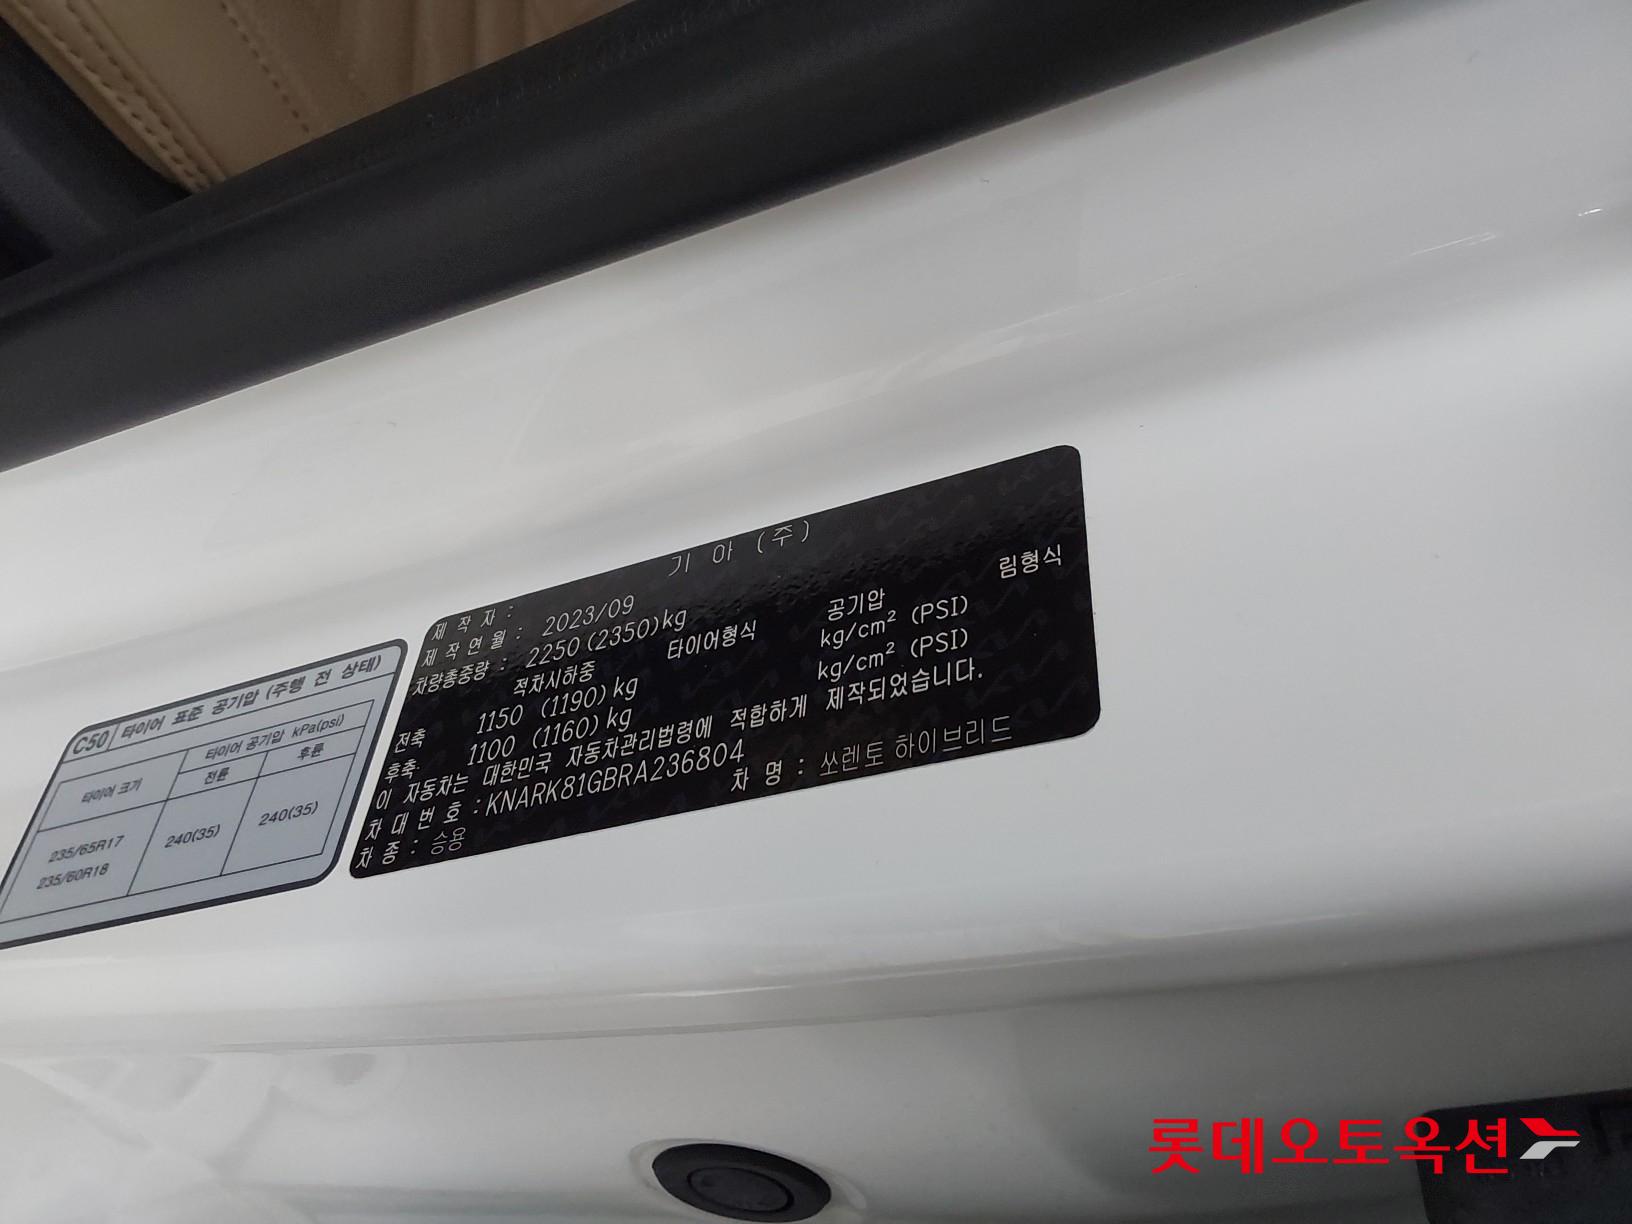 제 작 자 : 기 아 (주)
제 작 연 월 : 2023/09
차량총중량 : 2250(2350)kg
적차시하중 타이어형식 공기압 림형식
전축 1150 (1190)kg kg/cm² (PSI)
후축 1100 (1160)kg kg/cm² (PSI)
이 자동차는 대한민국 자동차관리법령에 적합하게 제작되었습니다.
차 대 번 호 : KNARK81GBRA236804
차 종 : 승용 차 명 : 쏘렌토 하이브리드
C50 타이어 표준 공기압 (주행 전 상태)
타이어 크기 타이어 공기압 kPa(psi)
전륜 후륜
235/65R17 240(35) 240(35)
235/60R18
롯데오토옥션